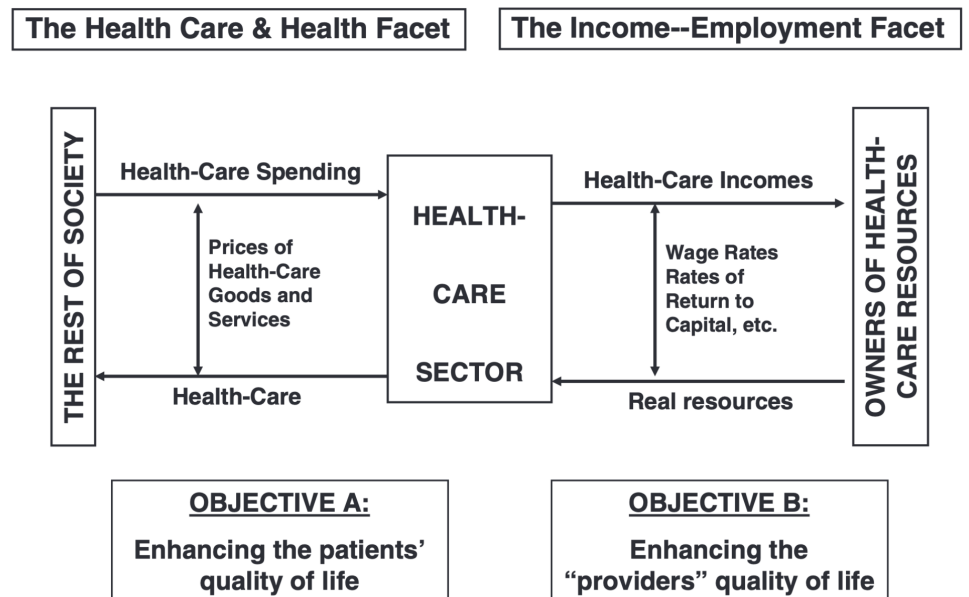 The Health Care & Health Facet
The Income--Employment Facet
THE REST OF SOCIETY
Health-Care Spending
Prices of
Health-Care
Goods and
Services
Health-Care
HEALTH-
CARE
SECTOR
Health-Care Incomes
Wage Rates
Rates of
Return to
Capital, etc.
Real resources
OWNERS OF HEALTH-
CARE RESOURCES
OBJECTIVE A:
Enhancing the patients’
quality of life
OBJECTIVE B:
Enhancing the
“providers” quality of life